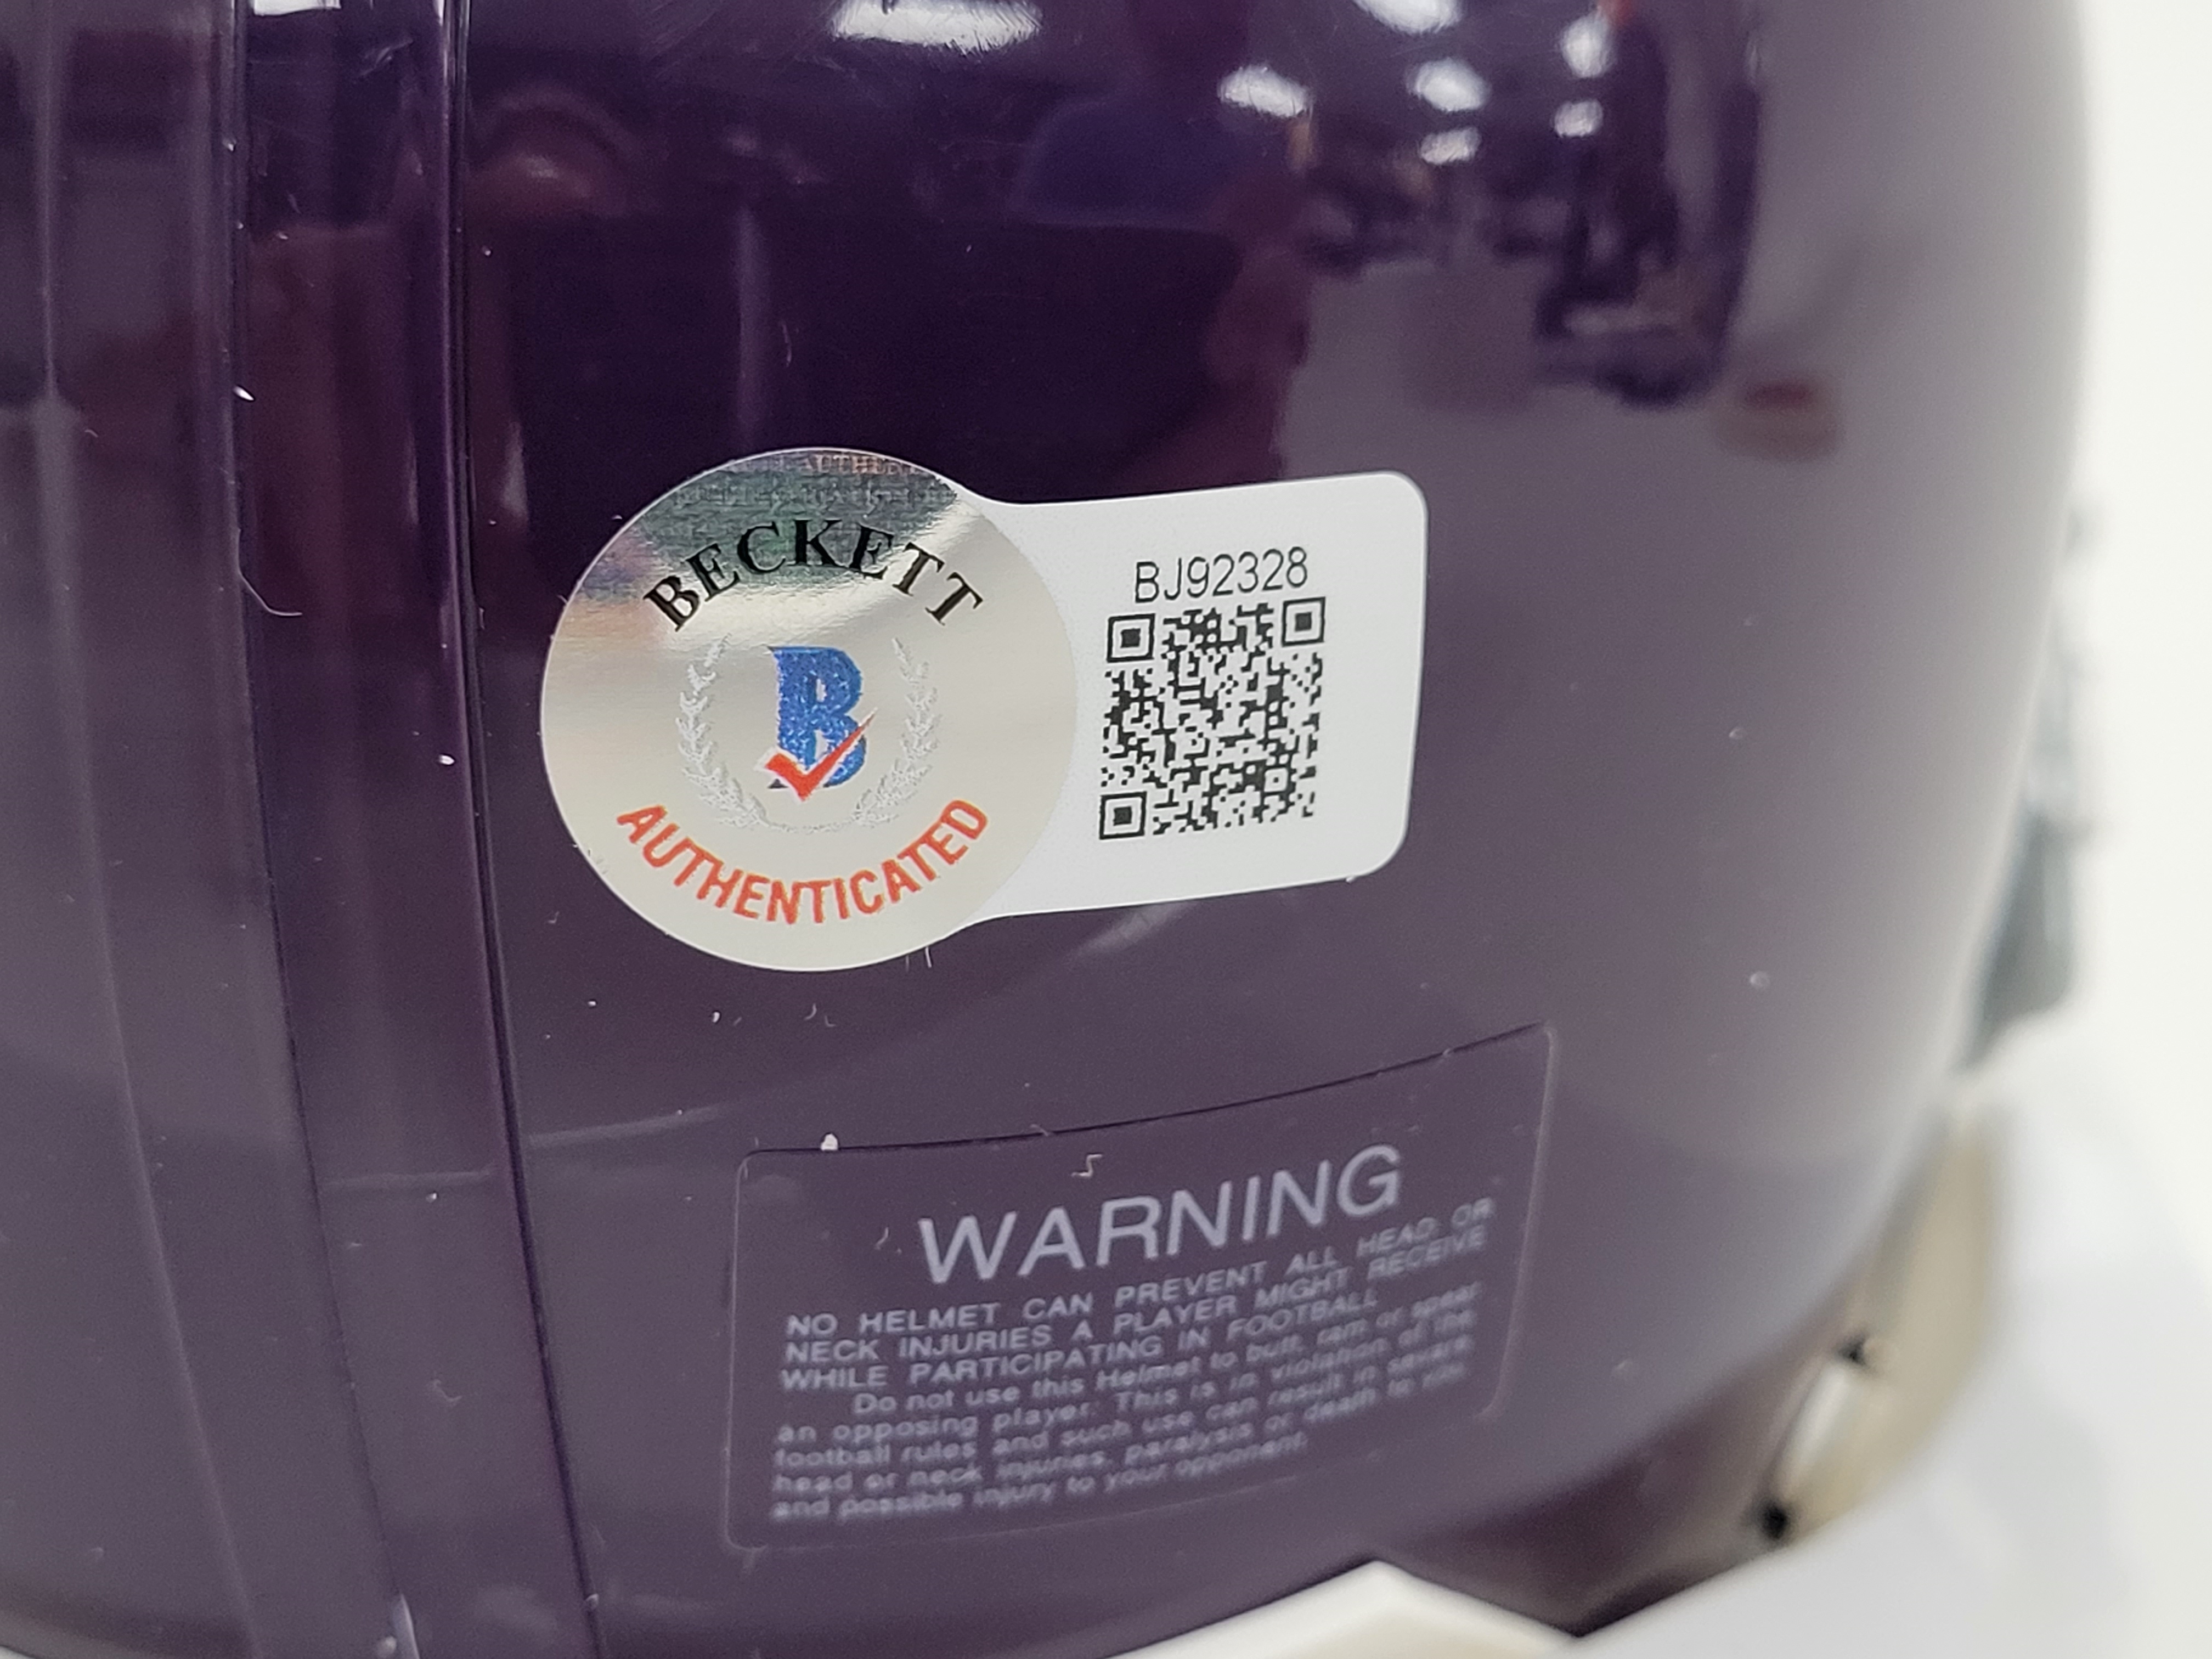 AUTHEN
BECKETT
B
AUTHENTICATED
BJ92328
WARNING
NO HELMET CAN PREVENT ALL HEAD OR
NECK INJURIES A PLAYER MIGHT RECEIVE
WHILE PARTICIPATING IN FOOTBALL
Do not use this Helmet to butt, ram or spear
an opposing player. This is in violation of the
football rules and such use can result in severe
head or neck injuries, paralysis or death to you
and possible injury to your opponent.